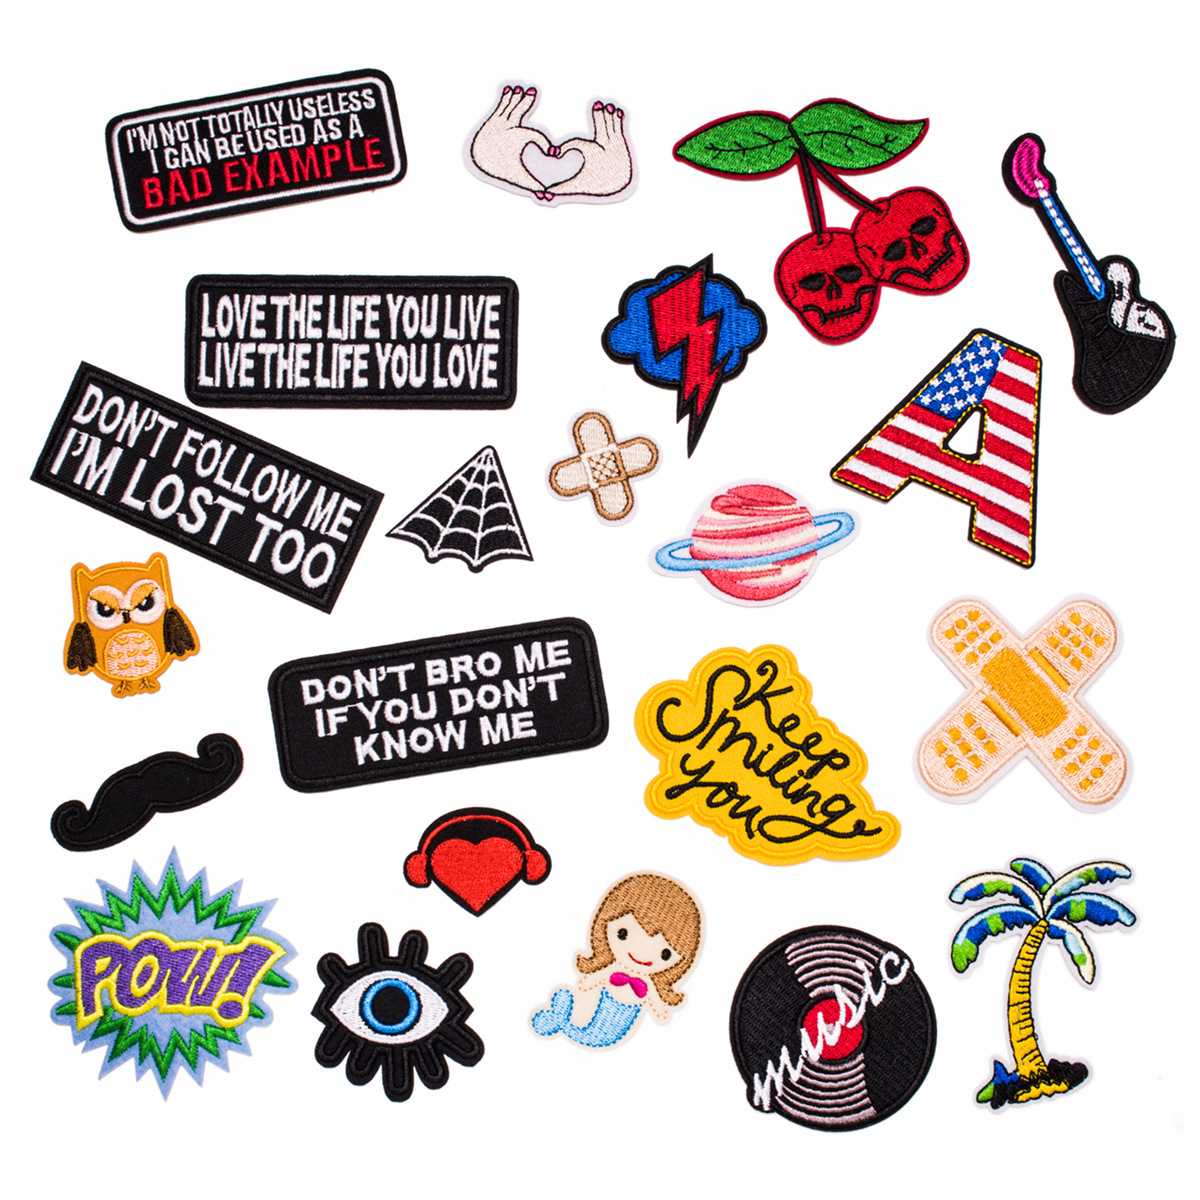 I'M NOT TOTALLY USELESS
I CAN BE USED AS A
BAD EXAMPLE
LOVE THE LIFE YOU LIVE
LIVE THE LIFE YOU LOVE
DON'T FOLLOW ME
I'M LOST TOO
A
DON'T BRO ME
IF YOU DON'T
KNOW ME
Keep
Smiling
you
POW!
music